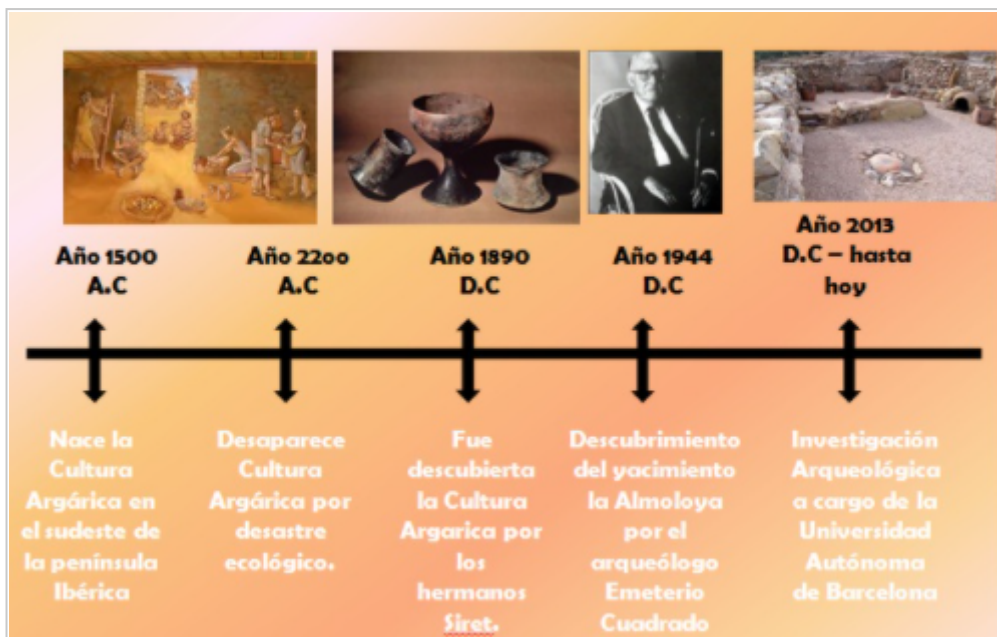 Año 1500
A.C
Año 22oo
A.C
Año 1890
D.C
Año 1944
D.C
Año 2013
D.C – hasta
hoy
Nace la
Cultura
Argárica en
el sudeste de
la península
Ibérica
Desaparece
Cultura
Argárica por
desastre
ecológico.
Fue
descubierta
la Cultura
Argarica por
los
hermanos
Siret.
Descubrimiento
del yacimiento
la Almoloya
por el
arqueólogo
Emeterio
Cuadrado
Investigación
Arqueológica
a cargo de la
Universidad
Autónoma
de Barcelona